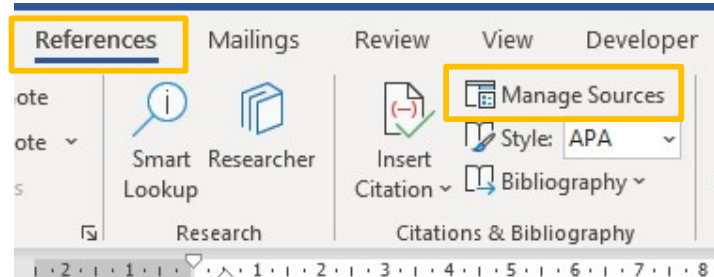 References Mailings Review View Developer
ote Manage Sources
ote Smart Researcher Insert Style: APA
s Lookup Citation Bibliography
Research Citations & Bibliography
2 1 1 2 3 4 5 6 7 8